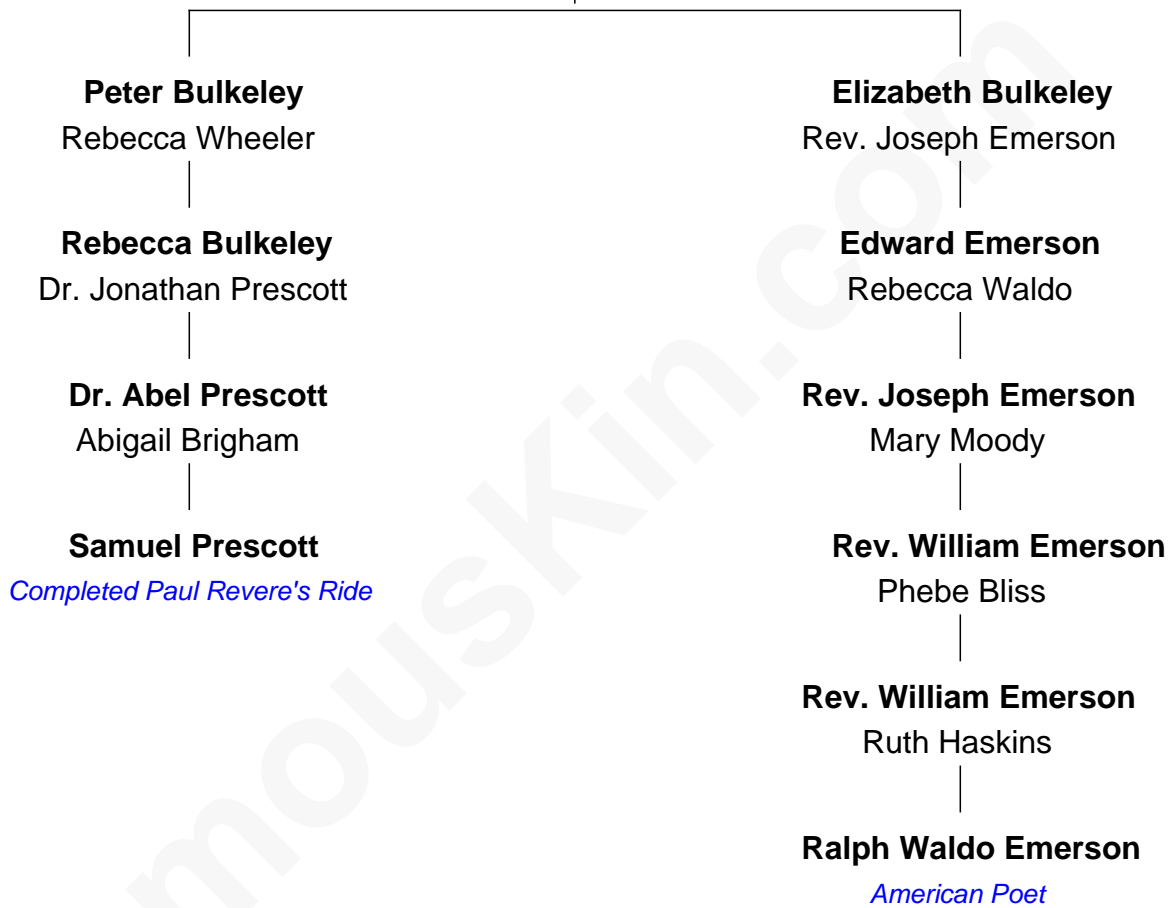 Peter Bulkeley
Rebecca Wheeler
Rebecca Bulkeley
Dr. Jonathan Prescott
Dr. Abel Prescott
Abigail Brigham
Samuel Prescott
Completed Paul Revere's Ride
Elizabeth Bulkeley
Rev. Joseph Emerson
Edward Emerson
Rebecca Waldo
Rev. Joseph Emerson
Mary Moody
Rev. William Emerson
Phebe Bliss
Rev. William Emerson
Ruth Haskins
Ralph Waldo Emerson
American Poet
mousKin.com